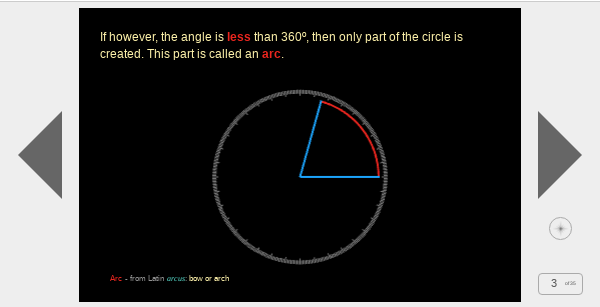 If however, the angle is less than 360º, then only part of the circle is
created. This part is called an arc.
Arc - from Latin arcus: bow or arch
3 of 35